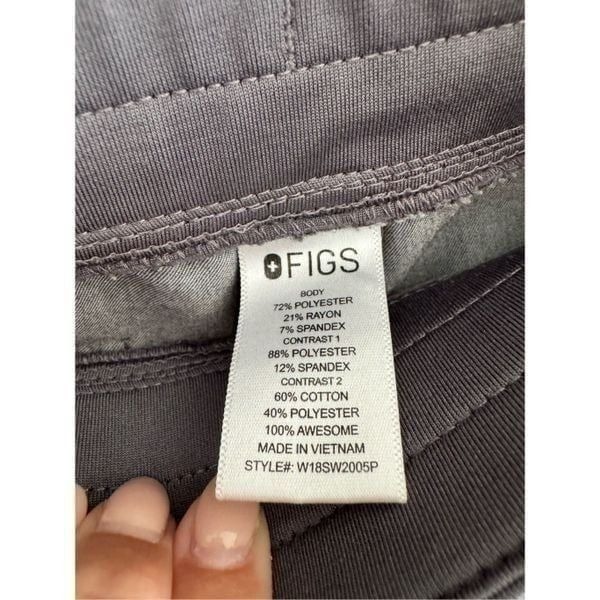 FIGS
BODY
72% POLYESTER
21% RAYON
7% SPANDEX
CONTRAST 1
88% POLYESTER
12% SPANDEX
CONTRAST 2
60% COTTON
40% POLYESTER
100% AWESOME
MADE IN VIETNAM
STYLE#: W18SW2005P